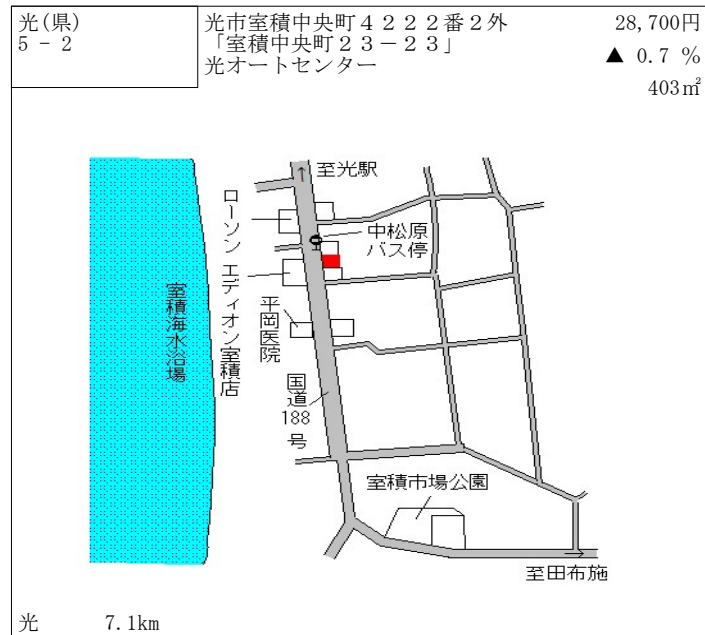 光(県)
5－2
光市室積中央町４２２２番２外
「室積中央町２３－２３」
光オートセンター
28,700円
▲ 0.7 %
403㎡
至光駅
ローソン
中松原
バス停
エディオン室積店
平岡医院
室積海水浴場
国道
188
号
室積市場公園
至田布施
光 7.1km